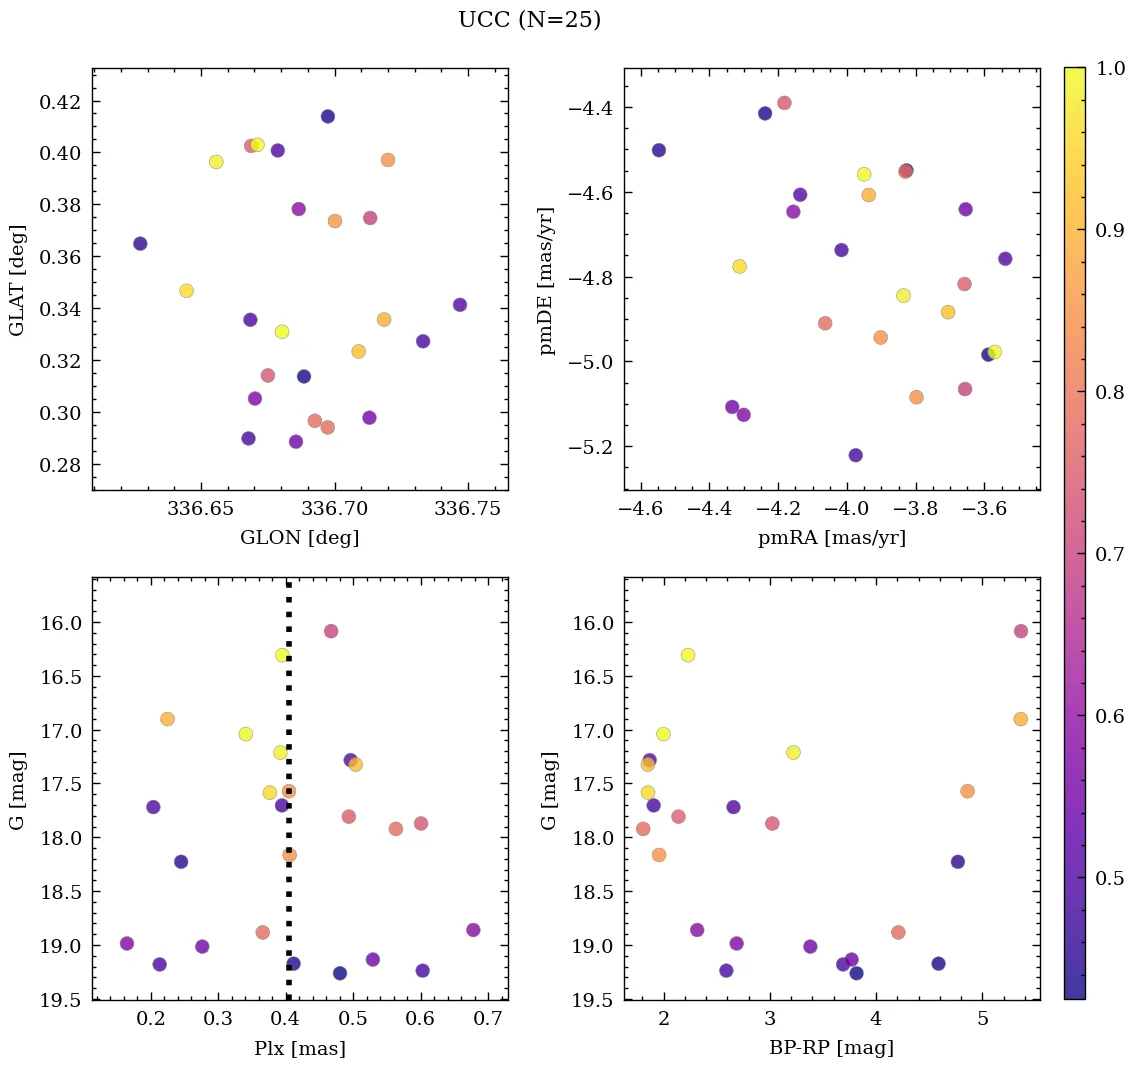 UCC (N=25)
0.42
0.40
0.38
0.36
0.34
0.32
0.30
0.28
GLAT [deg]
336.65 336.70 336.75
GLON [deg]
−4.4
−4.6
−4.8
−5.0
−5.2
pmDE [mas/yr]
−4.6 −4.4 −4.2 −4.0 −3.8 −3.6
pmRA [mas/yr]
16.0
16.5
17.0
17.5
18.0
18.5
19.0
19.5
G [mag]
0.2 0.3 0.4 0.5 0.6 0.7
Plx [mas]
16.0
16.5
17.0
17.5
18.0
18.5
19.0
19.5
G [mag]
2 3 4 5
BP-RP [mag]
1.0
0.9
0.8
0.7
0.6
0.5